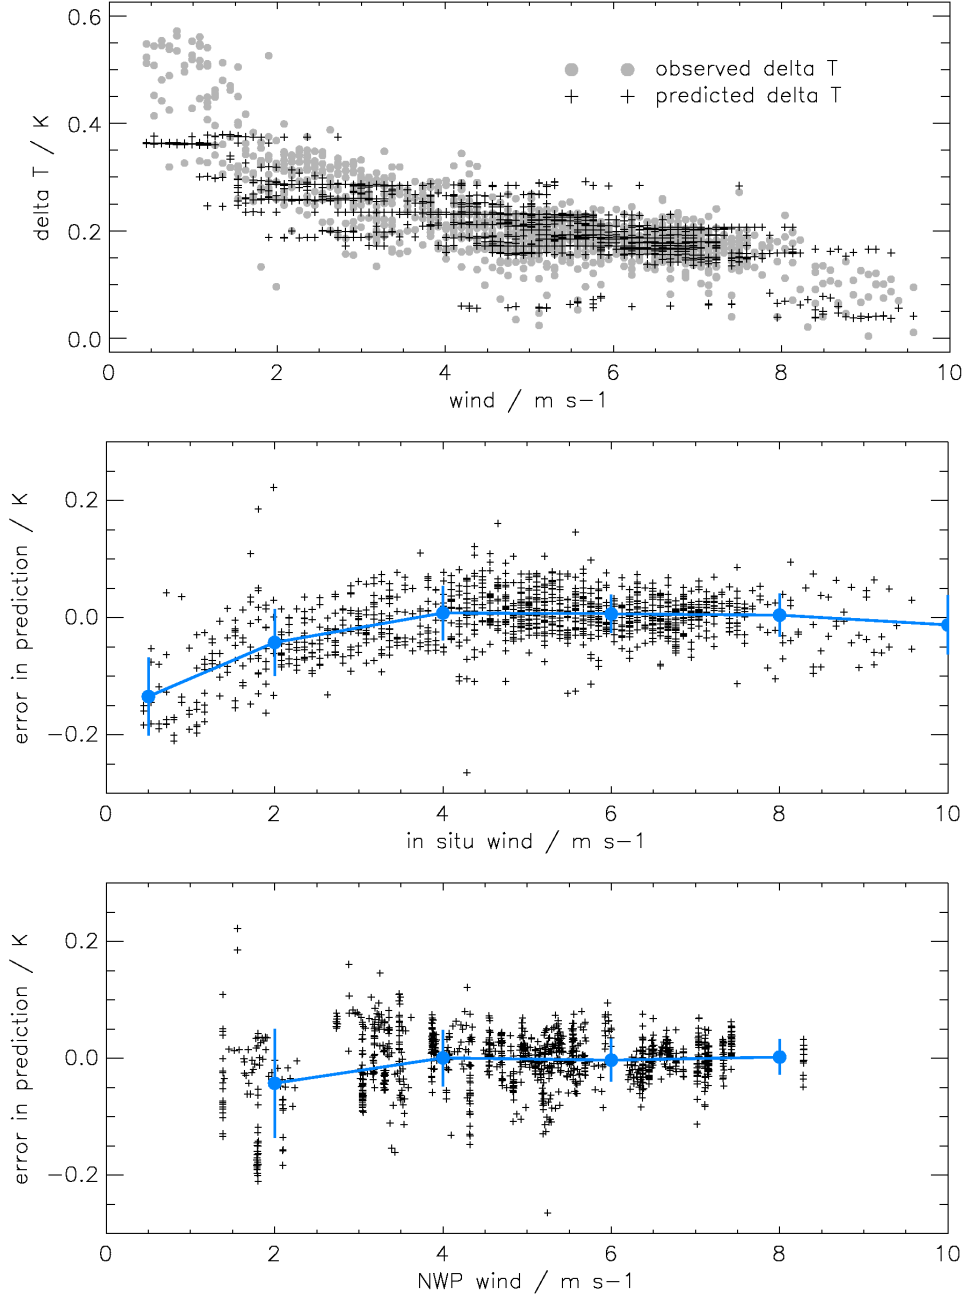 0.6
0.4
0.2
0.0
delta T / K
observed delta T
predicted delta T
0 2 4 6 8 10
wind / m s-1
0.2
0.0
-0.2
error in prediction / K
0 2 4 6 8 10
in situ wind / m s-1
0.2
0.0
-0.2
error in prediction / K
0 2 4 6 8 10
NWP wind / m s-1